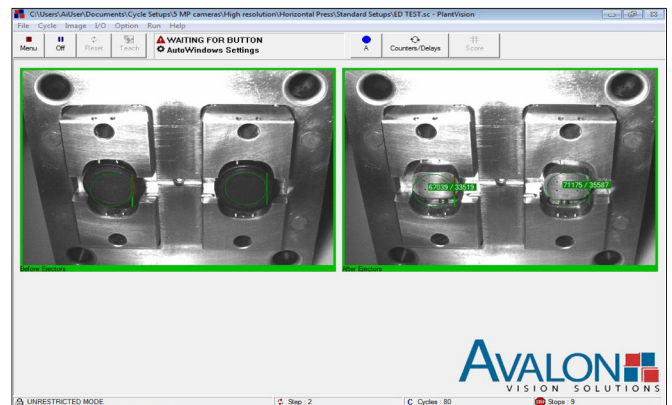 C:\Users\AiUser\Documents\Cycle Setups\5 MP cameras\High resolution\Horizontal Press\Standard Setups\ED TEST.sc - PlantVision
File Cycle Image I/O Option Run Help
Menu Off Reset Teach
WAITING FOR BUTTON
AutoWindows Settings
A Counters/Delays Score
67039 / 33519
71175 / 35587
Before Ejectors
After Ejectors
AVALON
VISION SOLUTIONS
UNRESTRICTED MODE Step : 2 C Cycles : 80 STOP Stops : 9